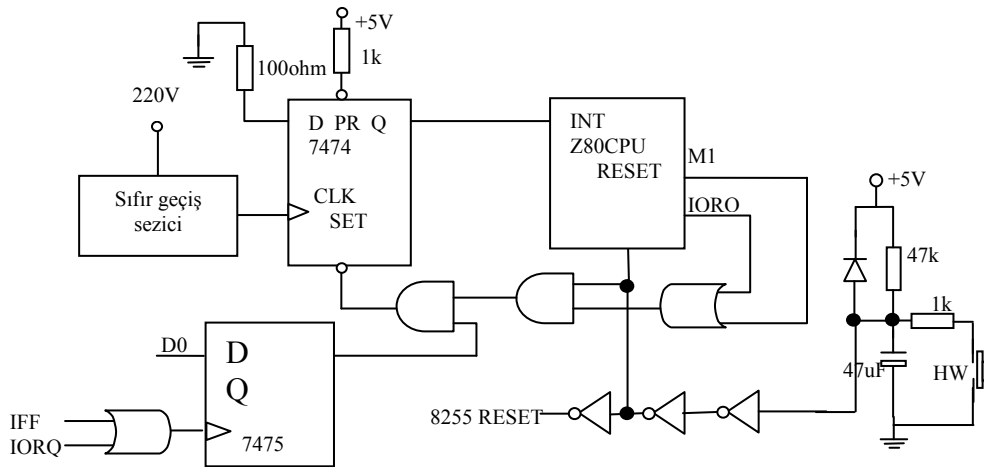 +5V
1k
100ohm
220V
D PR Q
7474
CLK
SET
Sıfır geçiş
sezici
INT
Z80CPU
RESET
M1
IORO
+5V
47k
1k
47uF
HW
D0
D
Q
7475
IFF
IORQ
8255 RESET